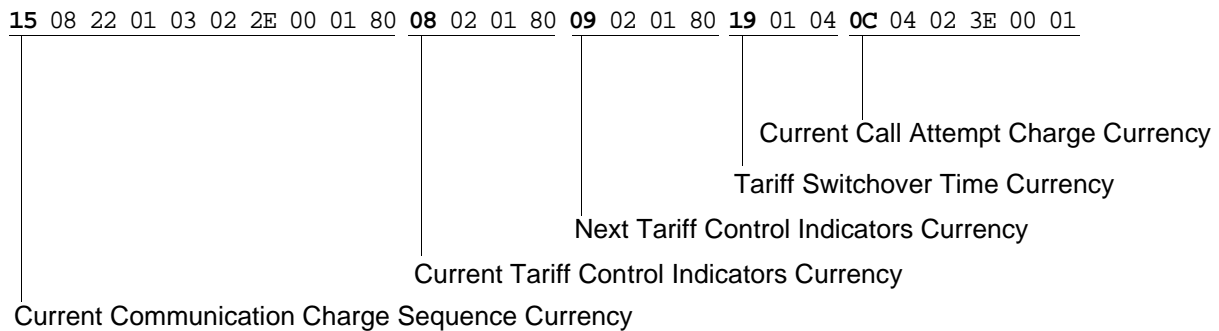 15 08 22 01 03 02 2E 00 01 80 08 02 01 80 09 02 01 80 19 01 04 0C 04 02 3E 00 01
Current Call Attempt Charge Currency
Tariff Switchover Time Currency
Next Tariff Control Indicators Currency
Current Tariff Control Indicators Currency
Current Communication Charge Sequence Currency